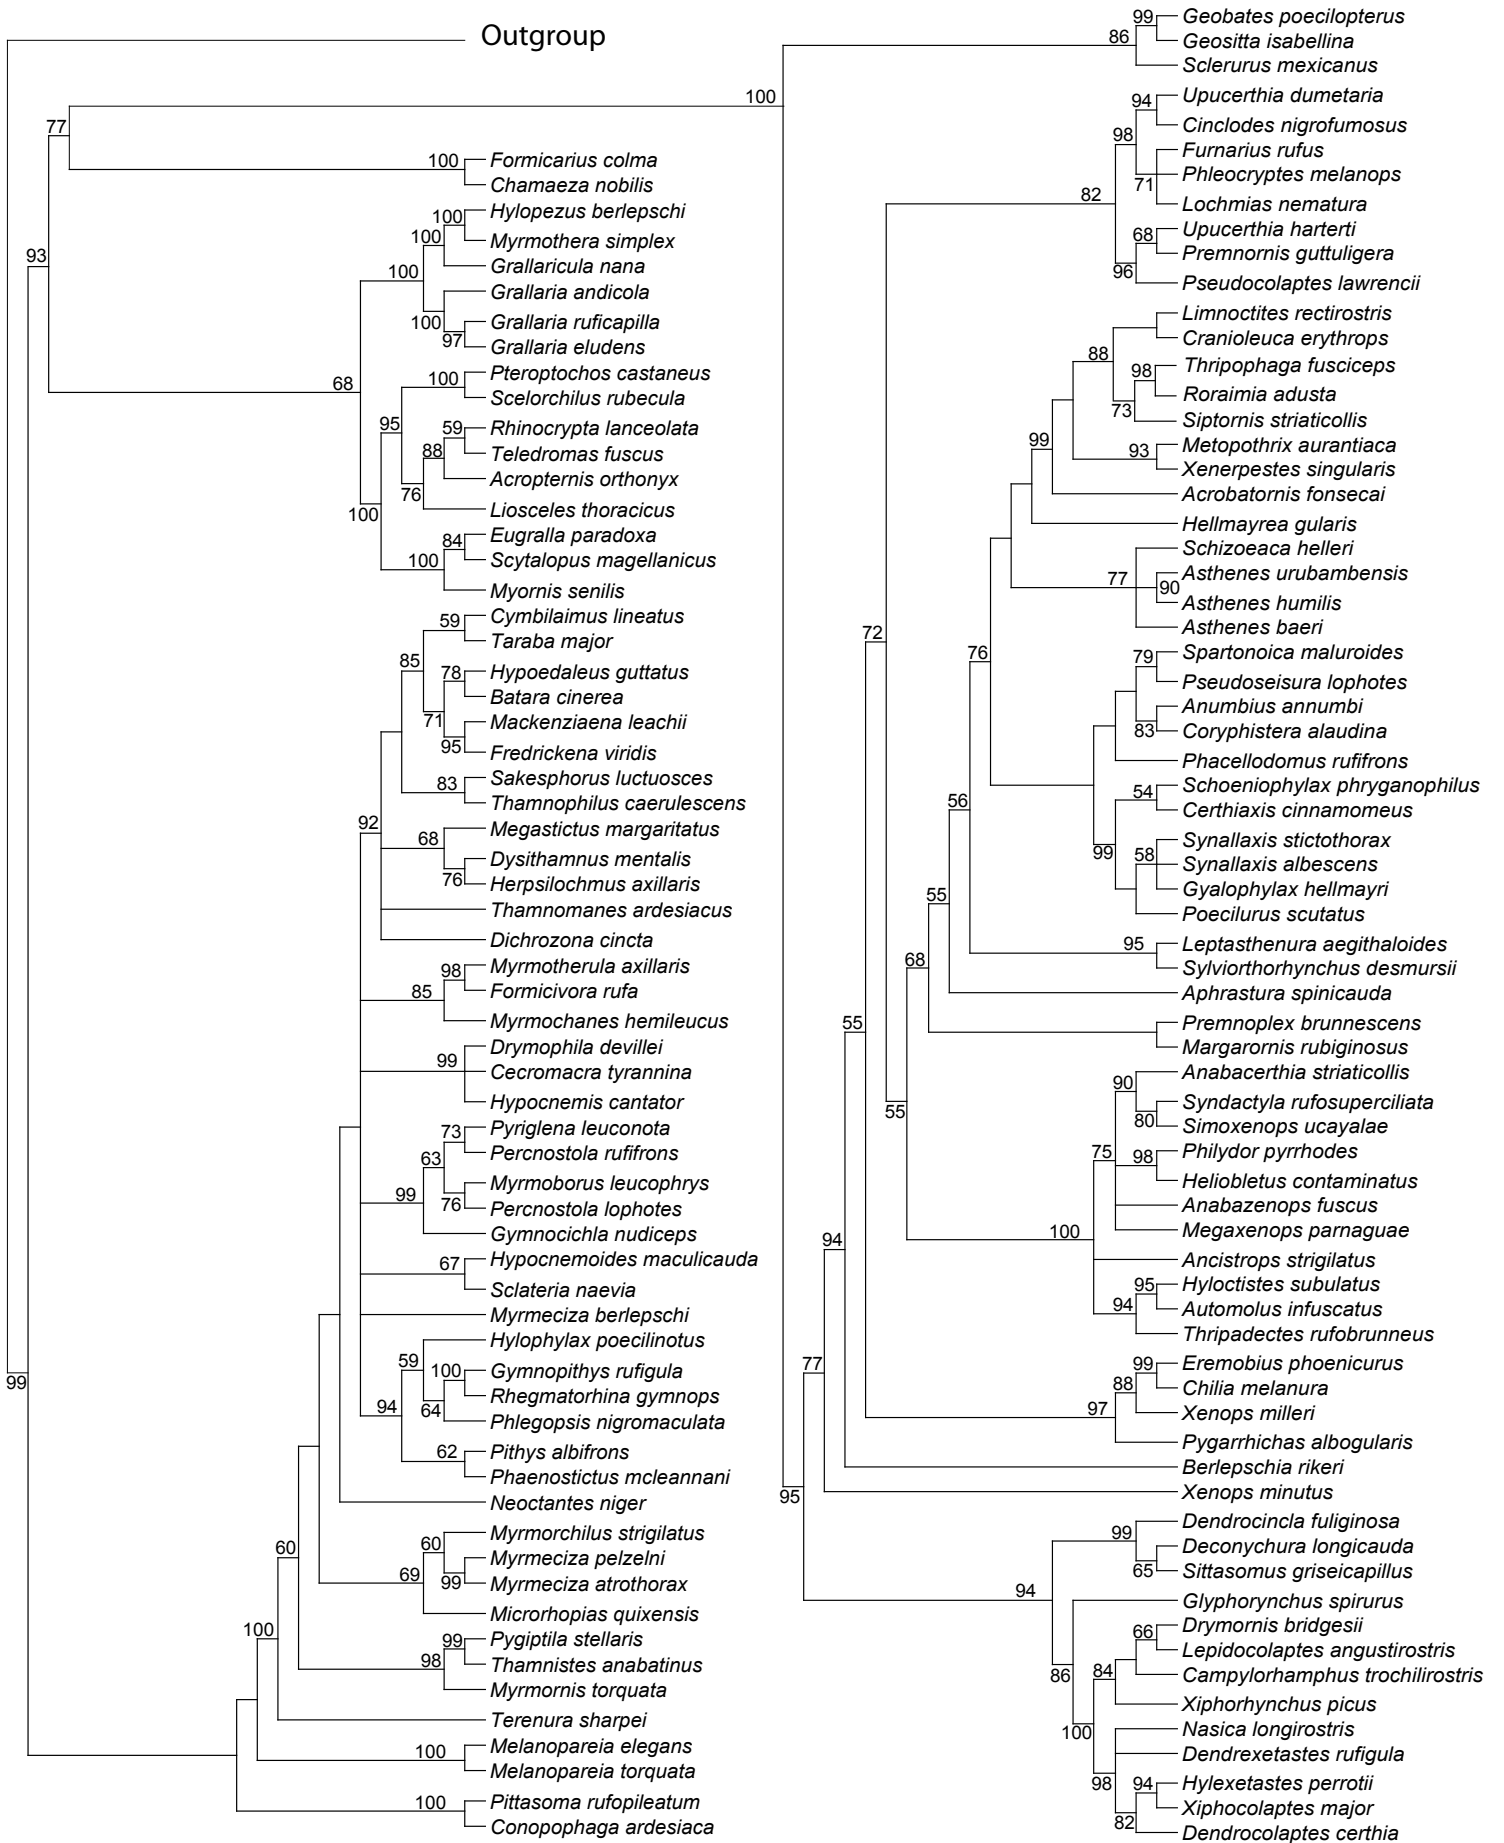 Outgroup
99
93
77
100
100
Formicarius colma
Chamaeza nobilis
68
100
100
100
Hylopezus berlepschi
Myrmothera simplex
Grallaricula nana
100
Grallaria andicola
97
Grallaria ruficapilla
Grallaria eludens
100
95
100
Pteroptochos castaneus
Scelorchilus rubecula
76
88
59
Rhinocrypta lanceolata
Teledromas fuscus
Acropternis orthonyx
Liosceles thoracicus
100
84
Eugralla paradoxa
Scytalopus magellanicus
Myornis senilis
92
85
59
Cymbilaimus lineatus
Taraba major
71
78
Hypoedaleus guttatus
Batara cinerea
95
Mackenziaena leachii
Fredrickena viridis
83
Sakesphorus luctuosces
Thamnophilus caerulescens
68
Megastictus margaritatus
76
Dysithamnus mentalis
Herpsilochmus axillaris
Thamnomanes ardesiacus
Dichrozona cincta
85
98
Myrmotherula axillaris
Formicivora rufa
Myrmochanes hemileucus
99
Drymophila devillei
Cecromacra tyrannina
Hypocnemis cantator
99
63
73
Pyriglena leuconota
Percnostola rufifrons
76
Myrmoborus leucophrys
Percnostola lophotes
Gymnocichla nudiceps
67
Hypocnemoides maculicauda
Sclateria naevia
Myrmeciza berlepschi
94
59
Hylophylax poecilinotus
64
100
Gymnopithys rufigula
Rhegmatorhina gymnops
Phlegopsis nigromaculata
62
Pithys albifrons
Phaenostictus mcleannani
Neoctantes niger
60
69
60
Myrmorchilus strigilatus
99
Myrmeciza pelzelni
Myrmeciza atrothorax
Microrhopias quixensis
100
98
99
Pygiptila stellaris
Thamnistes anabatinus
Myrmornis torquata
Terenura sharpei
100
Melanopareia elegans
Melanopareia torquata
100
Pittasoma rufopileatum
Conopophaga ardesiaca
86
99
Geobates poecilopterus
Geositta isabellina
Sclerurus mexicanus
82
98
94
Upucerthia dumetaria
Cinclodes nigrofumosus
71
Furnarius rufus
Phleocryptes melanops
Lochmias nematura
96
68
Upucerthia harterti
Premnornis guttuligera
Pseudocolaptes lawrencii
88
Limnoctites rectirostris
Cranioleuca erythrops
73
98
Thripophaga fusciceps
Roraimia adusta
Siptornis striaticollis
99
93
Metopothrix aurantiaca
Xenerpestes singularis
Acrobatornis fonsecai
Hellmayrea gularis
77
Schizoeaca helleri
90
Asthenes urubambensis
Asthenes humilis
Asthenes baeri
72
76
79
Spartonoica maluroides
Pseudoseisura lophotes
83
Anumbius annumbi
Coryphistera alaudina
Phacellodomus rufifrons
99
54
Schoeniophylax phryganophilus
Certhiaxis cinnamomeus
58
Synallaxis stictothorax
Synallaxis albescens
Gyalophylax hellmayri
Poecilurus scutatus
56
95
Leptasthenura aegithaloides
Sylviorthorhynchus desmursii
55
Aphrastura spinicauda
68
Premnoplex brunnescens
Margarornis rubiginosus
55
55
100
75
90
Anabacerthia striaticollis
80
Syndactyla rufosuperciliata
Simoxenops ucayalae
98
Philydor pyrrhodes
Heliobletus contaminatus
Anabazenops fuscus
Megaxenops parnaguae
Ancistrops strigilatus
94
95
Hyloctistes subulatus
Automolus infuscatus
Thripadectes rufobrunneus
94
97
88
99
Eremobius phoenicurus
Chilia melanura
Xenops milleri
Pygarrhichas albogularis
Berlepschia rikeri
77
Xenops minutus
95
94
99
Dendrocincla fuliginosa
65
Deconychura longicauda
Sittasomus griseicapillus
86
Glyphorynchus spirurus
100
84
66
Drymornis bridgesii
Lepidocolaptes angustirostris
Campylorhamphus trochilirostris
Xiphorhynchus picus
98
Nasica longirostris
Dendrexetastes rufigula
82
94
Hylexetastes perrotii
Xiphocolaptes major
Dendrocolaptes certhia